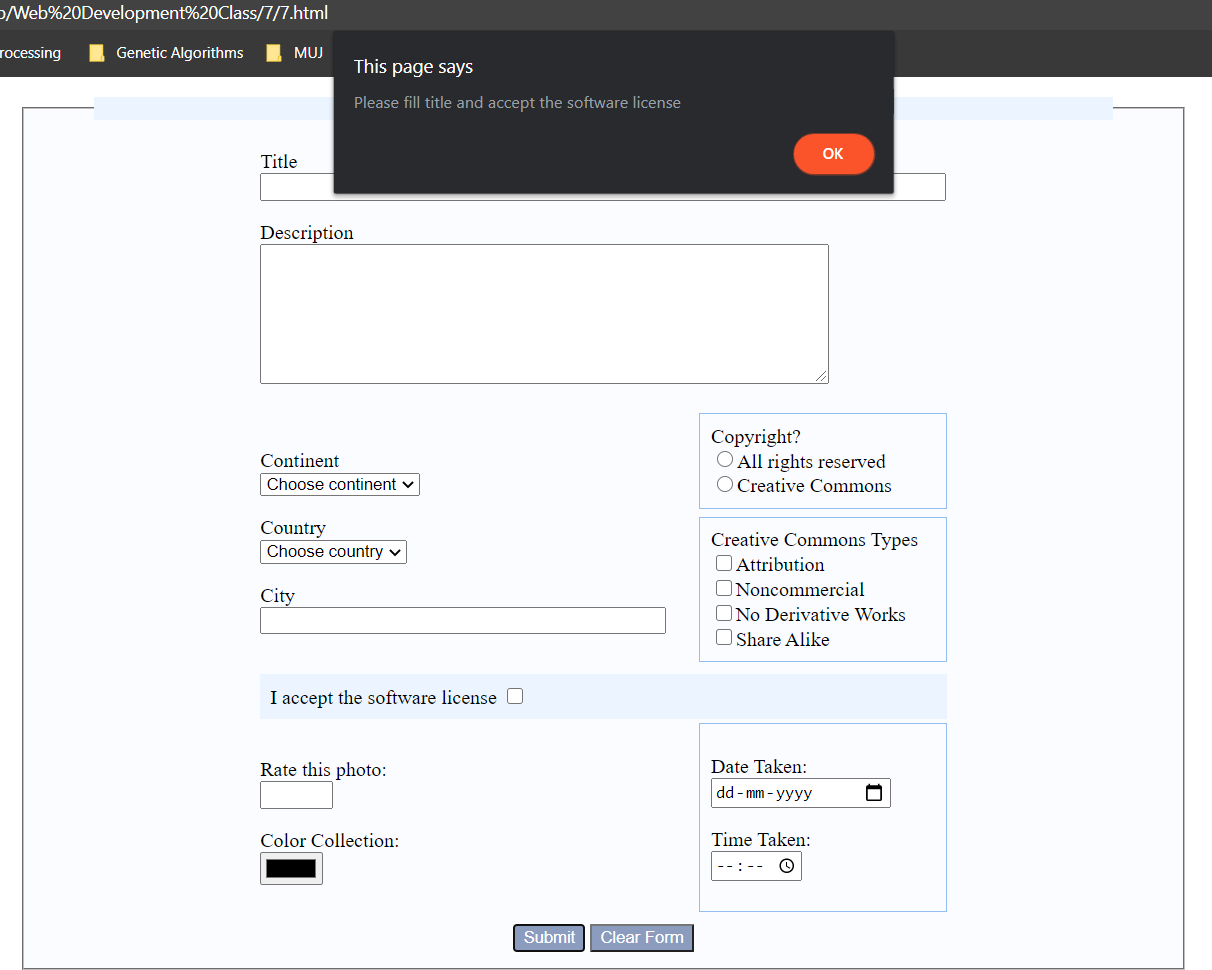 p/Web%20Development%20Class/7/7.html
rocessing Genetic Algorithms MUJ
This page says
Please fill title and accept the software license
OK
Title
Description
Continent
Choose continent
Country
Choose country
City
Copyright?
All rights reserved
Creative Commons
Creative Commons Types
Attribution
Noncommercial
No Derivative Works
Share Alike
I accept the software license
Rate this photo:
Color Collection:
Date Taken:
dd-mm-yyyy
Time Taken:
--:--
Submit Clear Form